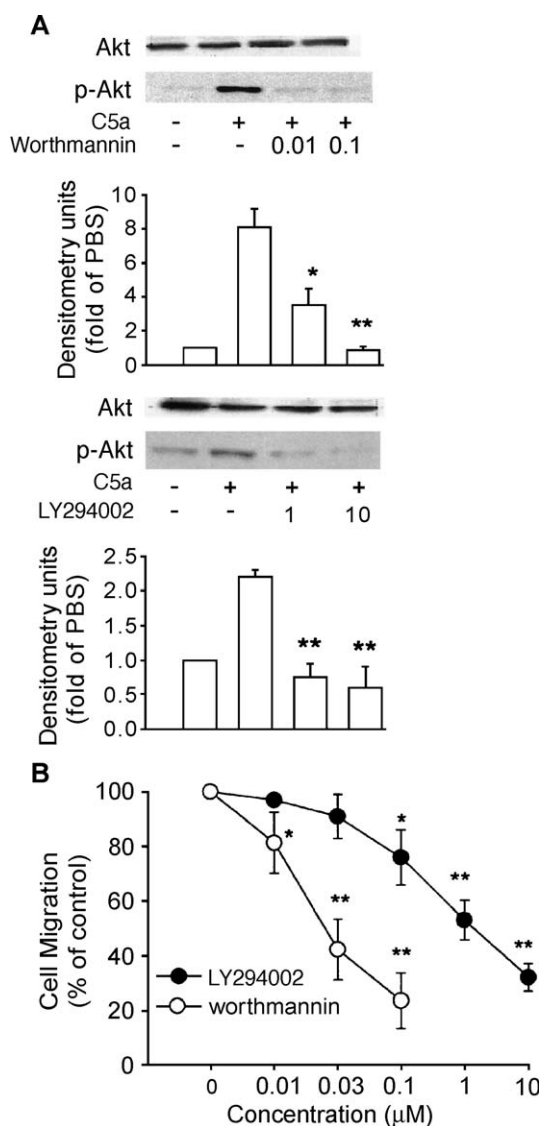 A
Akt
p-Akt
C5a - + + +
Worthmannin - - 0.01 0.1
Densitometry units
(fold of PBS)
10
8
6
4
2
0
*
**
Akt
p-Akt
C5a - + + +
LY294002 - - 1 10
Densitometry units
(fold of PBS)
2.5
2.0
1.5
1.0
0.5
0.0
** **
B
Cell Migration
(% of control)
100
80
60
40
20
0
*
*
**
**
**
**
LY294002
worthmannin
0 0.01 0.03 0.1 1 10
Concentration (μM)